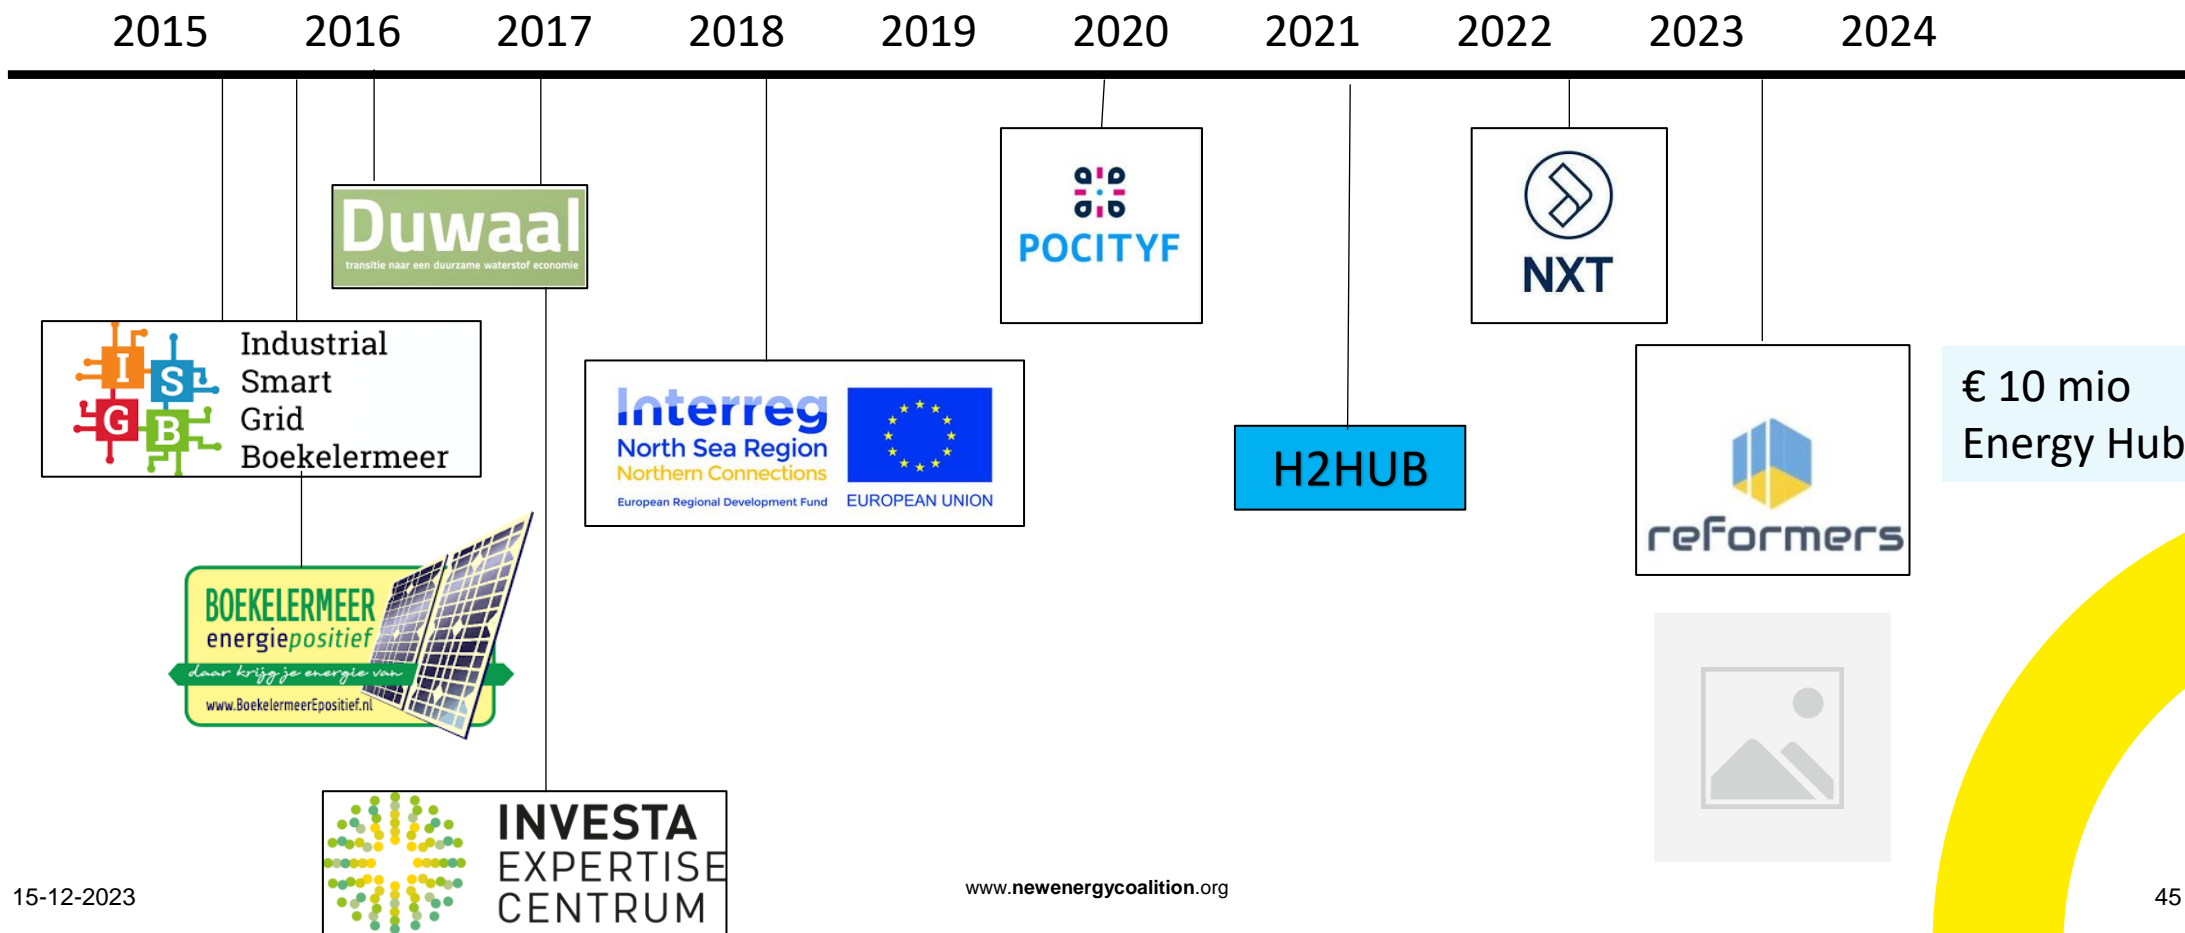 2015 2016 2017 2018 2019 2020 2021 2022 2023 2024
Duwaal
transitie naar een duurzame waterstof economie
POCITYF
NXT
I S G B
Industrial
Smart
Grid
Boekelermeer
Interreg
North Sea Region
Northern Connections
European Regional Development Fund
EUROPEAN UNION
H2HUB
reformers
€ 10 mio
Energy Hub
BOEKELERMEER
energiepositief
daar krijg je energie van
www.BoekelermeerEpositief.nl
INVESTA
EXPERTISE
CENTRUM
15-12-2023
www.newenergycoalition.org
45